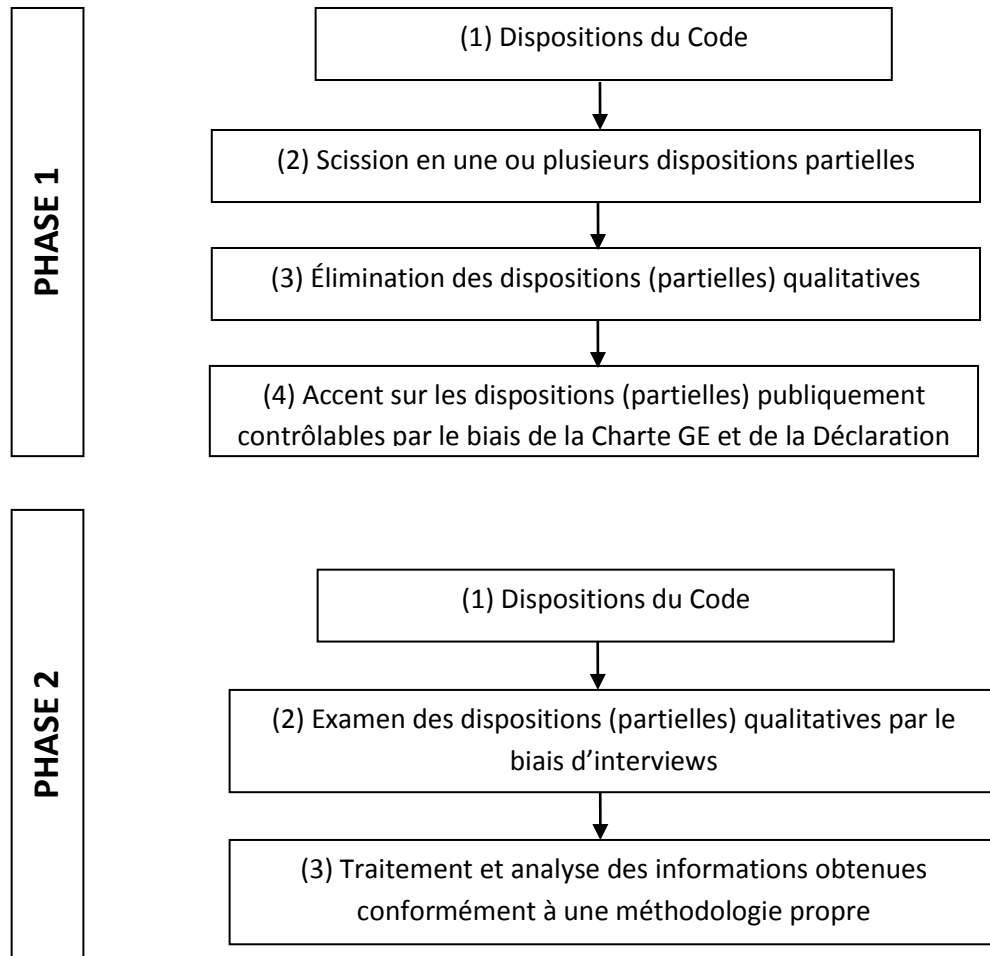 PHASE 1
(1) Dispositions du Code
(2) Scission en une ou plusieurs dispositions partielles
(3) Élimination des dispositions (partielles) qualitatives
(4) Accent sur les dispositions (partielles) publiquement
contrôlables par le biais de la Charte GE et de la Déclaration
PHASE 2
(1) Dispositions du Code
(2) Examen des dispositions (partielles) qualitatives par le
biais d’interviews
(3) Traitement et analyse des informations obtenues
conformément à une méthodologie propre